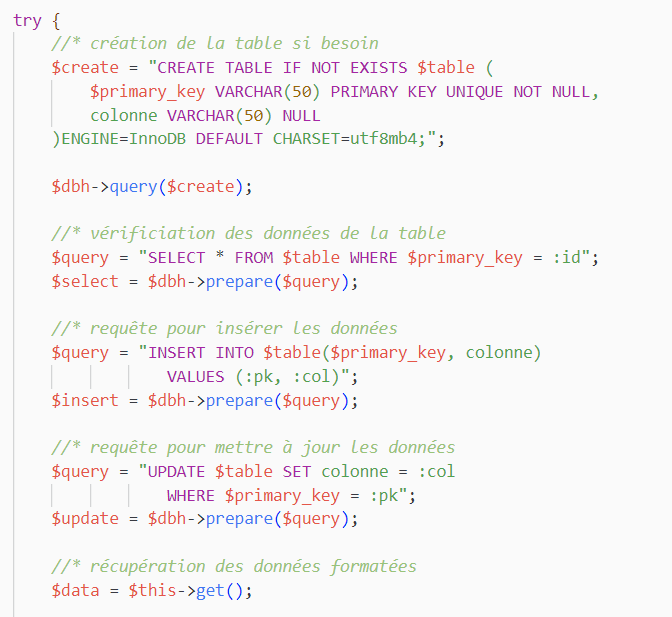 try {
//* création de la table si besoin
$create = "CREATE TABLE IF NOT EXISTS $table (
$primary_key VARCHAR(50) PRIMARY KEY UNIQUE NOT NULL,
colonne VARCHAR(50) NULL
)ENGINE=InnoDB DEFAULT CHARSET=utf8mb4;";
$dbh->query($create);
//* vérificiation des données de la table
$query = "SELECT * FROM $table WHERE $primary_key = :id";
$select = $dbh->prepare($query);
//* requête pour insérer les données
$query = "INSERT INTO $table($primary_key, colonne)
VALUES (:pk, :col)";
$insert = $dbh->prepare($query);
//* requête pour mettre à jour les données
$query = "UPDATE $table SET colonne = :col
WHERE $primary_key = :pk";
$update = $dbh->prepare($query);
//* récupération des données formatées
$data = $this->get();